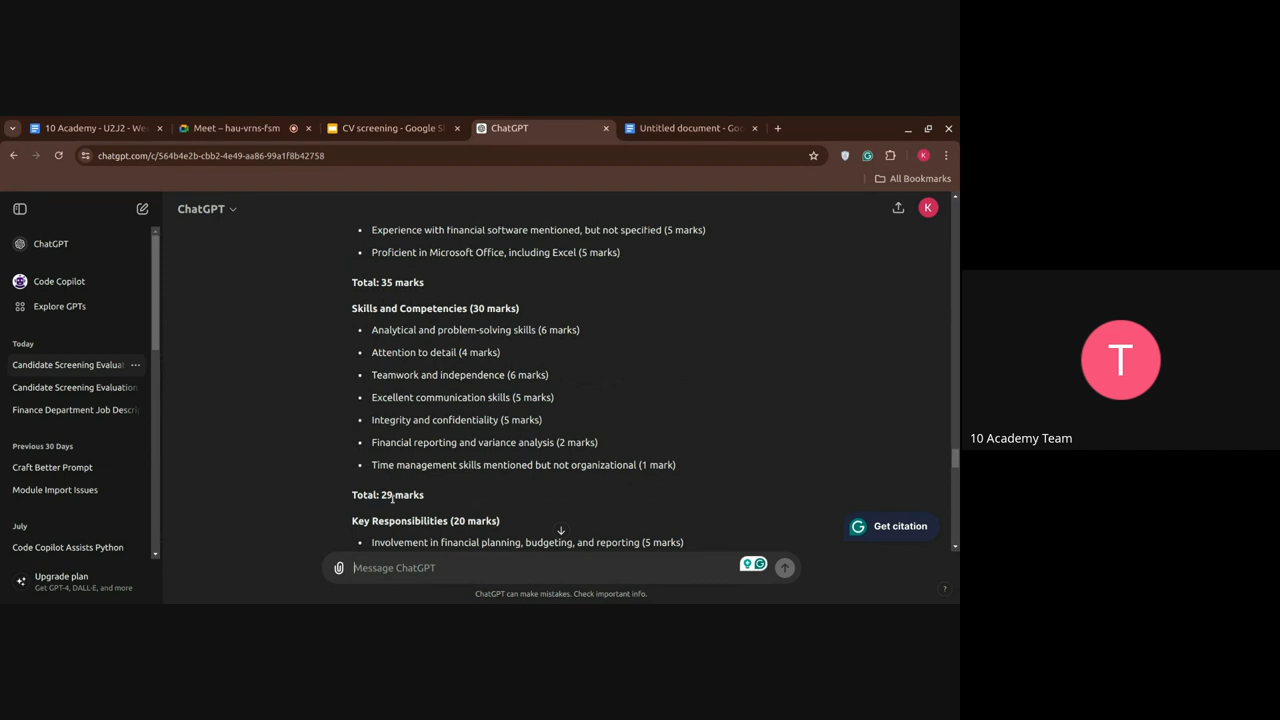 10 Academy - U2J2 - We
Meet – hau-vrns-fsm
CV screening - Google Sl
ChatGPT
Untitled document - Goo
chatgpt.com/c/564b4e2b-cbb2-4e49-aa86-99a1f8b42758
K
All Bookmarks
ChatGPT
K
ChatGPT
Code Copilot
Explore GPTs
Today
Candidate Screening Evaluat
Candidate Screening Evaluation
Finance Department Job Descri
Previous 30 Days
Craft Better Prompt
Module Import Issues
July
Code Copilot Assists Python
Upgrade plan
Get GPT-4, DALL·E, and more
• Experience with financial software mentioned, but not specified (5 marks)
• Proficient in Microsoft Office, including Excel (5 marks)
Total: 35 marks
Skills and Competencies (30 marks)
• Analytical and problem-solving skills (6 marks)
• Attention to detail (4 marks)
• Teamwork and independence (6 marks)
• Excellent communication skills (5 marks)
• Integrity and confidentiality (5 marks)
• Financial reporting and variance analysis (2 marks)
• Time management skills mentioned but not organizational (1 mark)
Total: 29 marks
Key Responsibilities (20 marks)
• Involvement in financial planning, budgeting, and reporting (5 marks)
Get citation
Message ChatGPT
ChatGPT can make mistakes. Check important info.
?
T
10 Academy Team